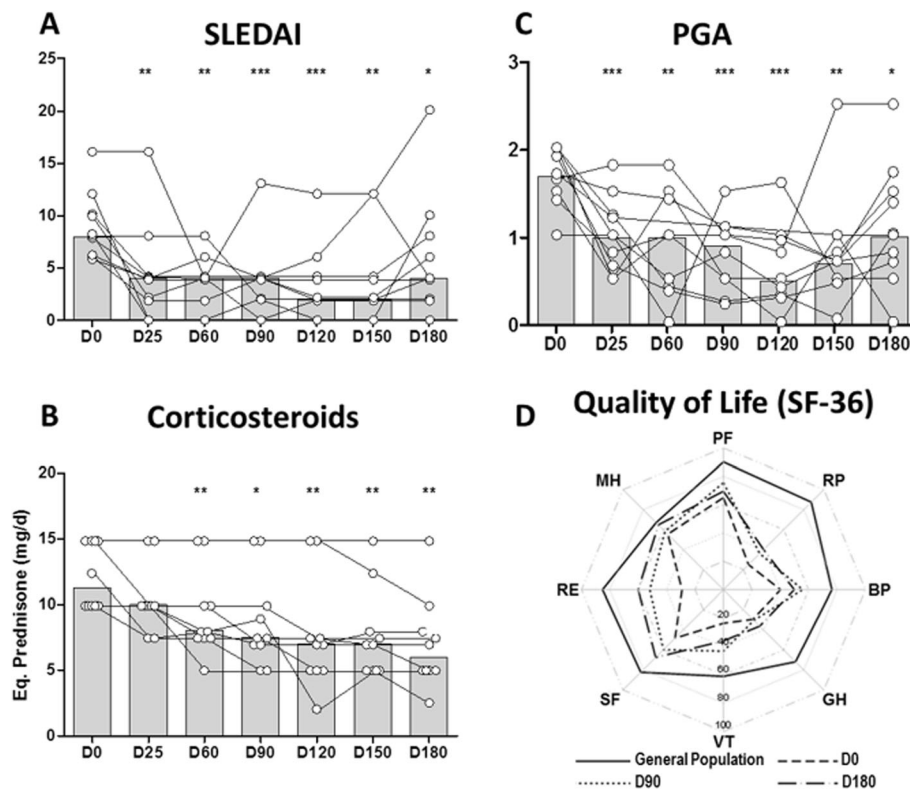 A
SLEDAI
25
20
15
10
5
0
** ** *** *** ** *
D0 D25 D60 D90 D120 D150 D180
C
PGA
3
2
1
0
*** ** *** *** ** *
D0 D25 D60 D90 D120 D150 D180
B
Corticosteroids
Eq. Prednisone (mg/d)
20
15
10
5
0
** * ** ** **
D0 D25 D60 D90 D120 D150 D180
D
Quality of Life (SF-36)
PF
MH RP
RE BP
20
40
60
80
100
SF GH
VT
General Population D0
D90 D180